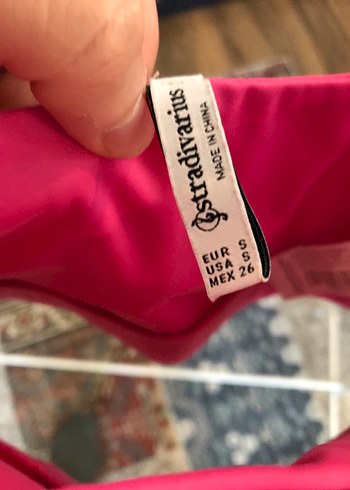 stradivarius
MADE IN CHINA
EUR S
USA S
MEX 26